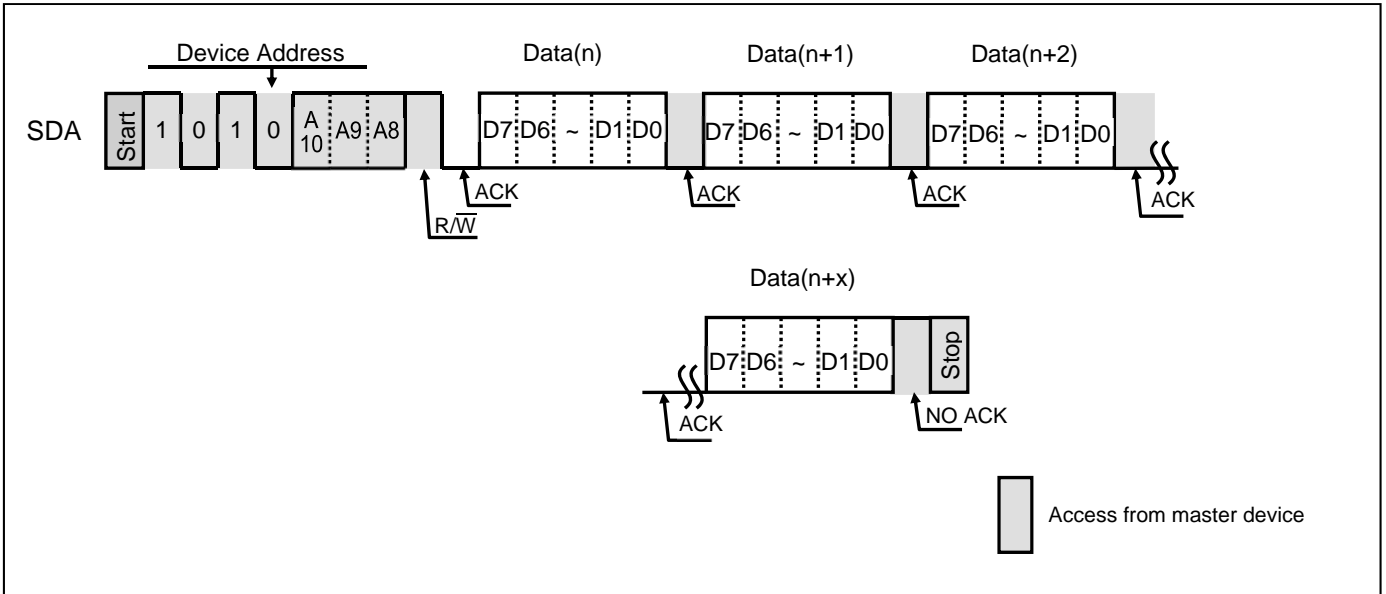 Device Address Data(n) Data(n+1) Data(n+2)
SDA Start 1 0 1 0 A 10 A9 A8 D7 D6 ~ D1 D0 D7 D6 ~ D1 D0 D7 D6 ~ D1 D0
ACK ACK ACK ACK
R/W̅
Data(n+x)
D7 D6 ~ D1 D0 Stop
ACK NO ACK
Access from master device